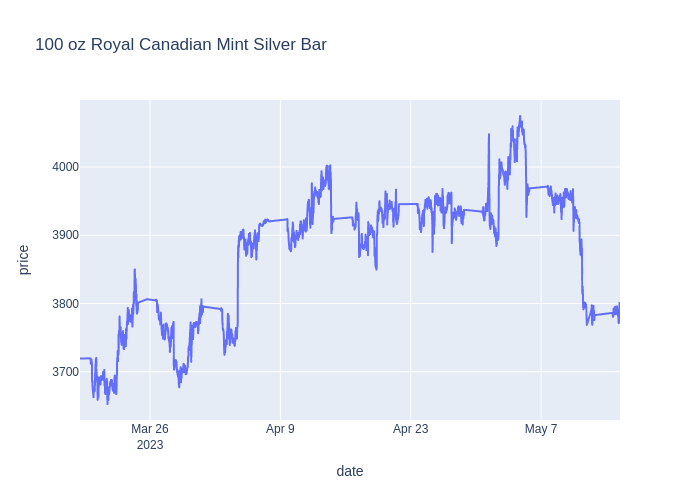 100 oz Royal Canadian Mint Silver Bar
4000
3900
3800
3700
price
Mar 26
2023
Apr 9
Apr 23
May 7
date